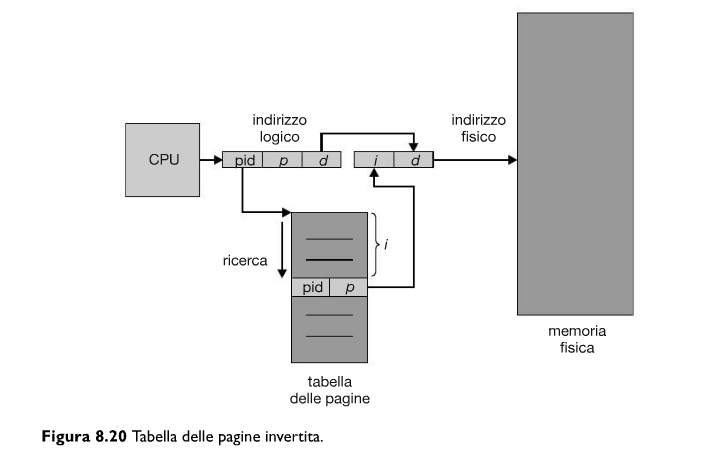 indirizzo
logico
indirizzo
fisico
CPU
pid p d
i d
ricerca
i
pid p
tabella
delle pagine
memoria
fisica
Figura 8.20 Tabella delle pagine invertita.